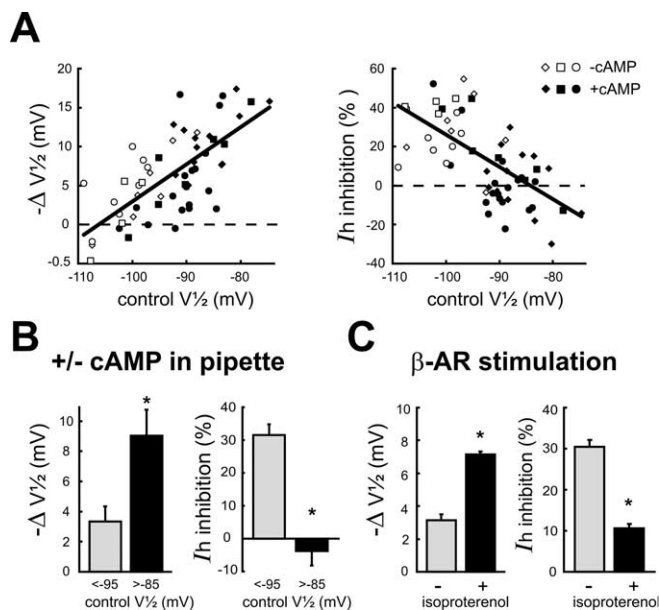 A
-Δ V½ (mV)
20
15
10
5
0
-0.5
-110
-100
-90
-80
control V½ (mV)
Ih inhibition (%)
60
40
20
0
-20
-40
-110
-100
-90
-80
control V½ (mV)
-cAMP
+cAMP
B
+/- cAMP in pipette
-Δ V½ (mV)
10
8
6
4
2
0
*
<-95 >-85
control V½ (mV)
Ih inhibition (%)
40
30
20
10
0
-10
*
<-95 >-85
control V½ (mV)
C
β-AR stimulation
-Δ V½ (mV)
8
6
4
2
0
*
- +
isoproterenol
Ih inhibition (%)
40
30
20
10
0
*
- +
isoproterenol